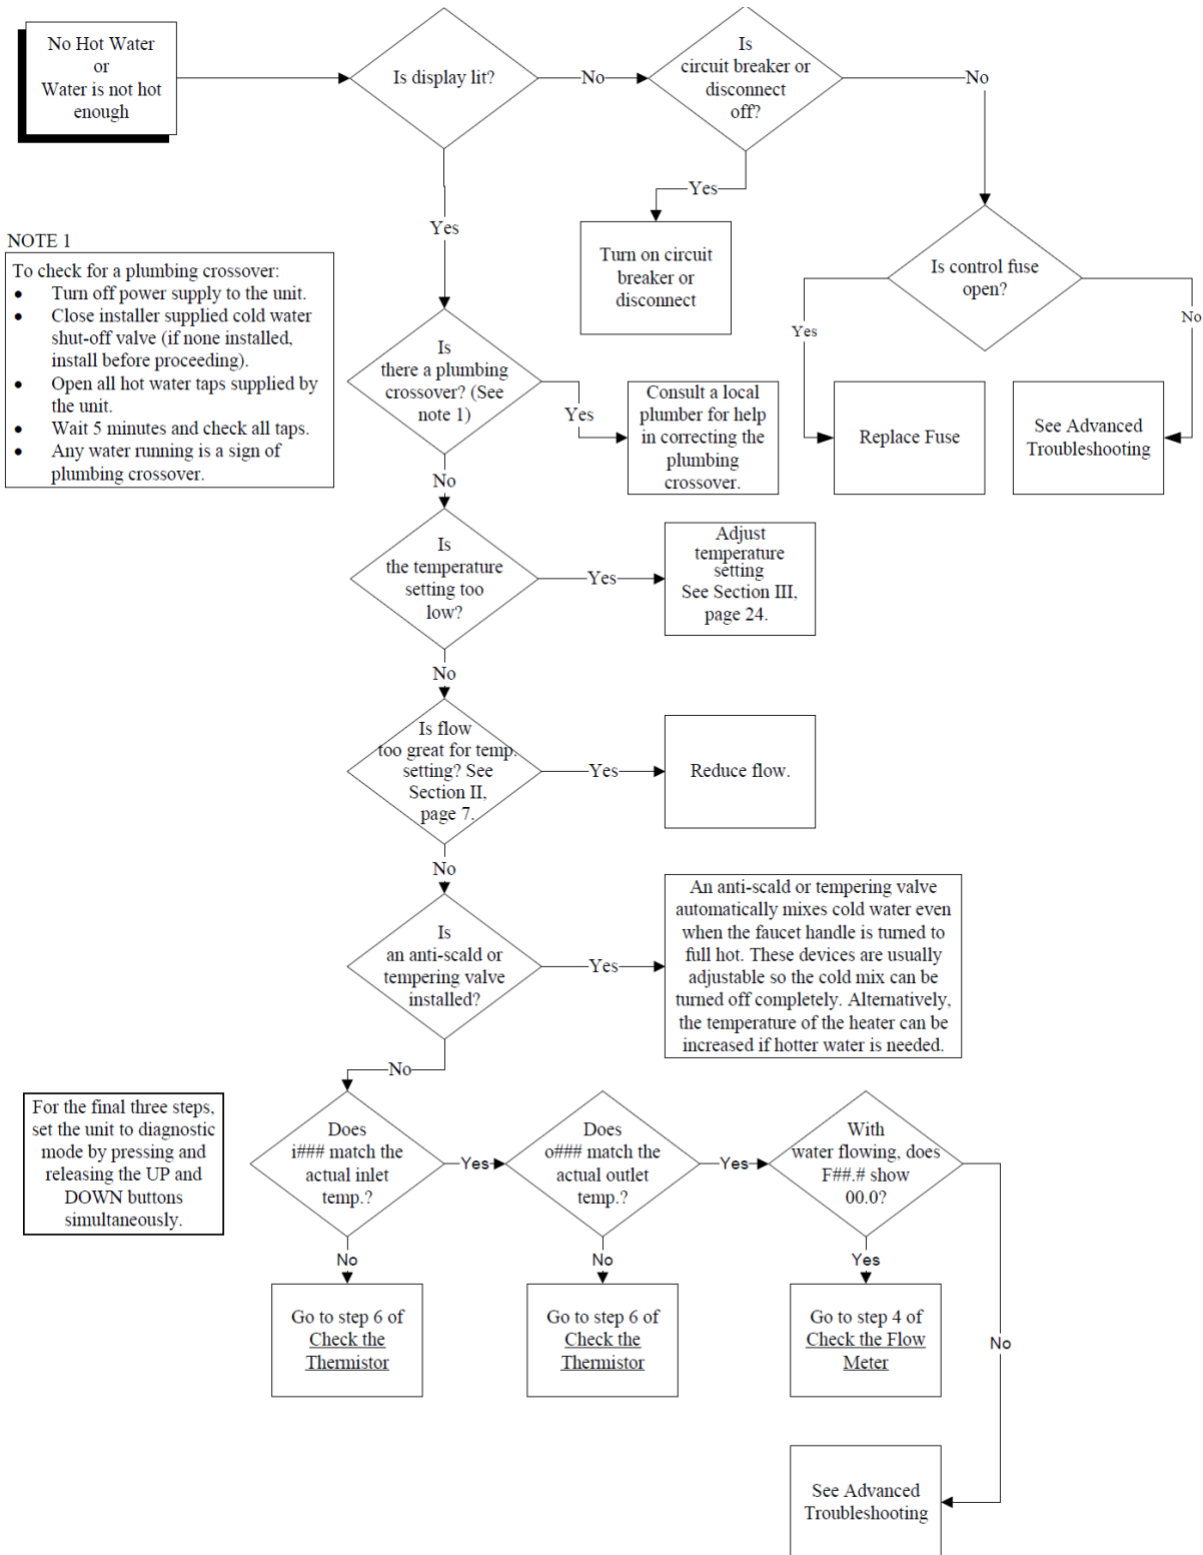 No Hot Water
or
Water is not hot
enough
Is display lit?
No
Is
circuit breaker or
disconnect
off?
No
Yes
Yes
Turn on circuit
breaker or
disconnect
Is control fuse
open?
Yes
No
Replace Fuse
See Advanced
Troubleshooting
NOTE 1
To check for a plumbing crossover:
• Turn off power supply to the unit.
• Close installer supplied cold water
shut-off valve (if none installed,
install before proceeding).
• Open all hot water taps supplied by
the unit.
• Wait 5 minutes and check all taps.
• Any water running is a sign of
plumbing crossover.
Is
there a plumbing
crossover? (See
note 1)
Yes
Consult a local
plumber for help
in correcting the
plumbing
crossover.
No
Is
the temperature
setting too
low?
Yes
Adjust
temperature
setting
See Section III,
page 24.
No
Is flow
too great for temp.
setting? See
Section II,
page 7.
Yes
Reduce flow.
No
Is
an anti-scald or
tempering valve
installed?
Yes
An anti-scald or tempering valve
automatically mixes cold water even
when the faucet handle is turned to
full hot. These devices are usually
adjustable so the cold mix can be
turned off completely. Alternatively,
the temperature of the heater can be
increased if hotter water is needed.
No
For the final three steps,
set the unit to diagnostic
mode by pressing and
releasing the UP and
DOWN buttons
simultaneously.
Does
i### match the
actual inlet
temp.?
Yes
Does
o### match the
actual outlet
temp.?
Yes
With
water flowing, does
F##.# show
00.0?
No
No
Yes
No
Go to step 6 of
Check the
Thermistor
Go to step 6 of
Check the
Thermistor
Go to step 4 of
Check the Flow
Meter
See Advanced
Troubleshooting